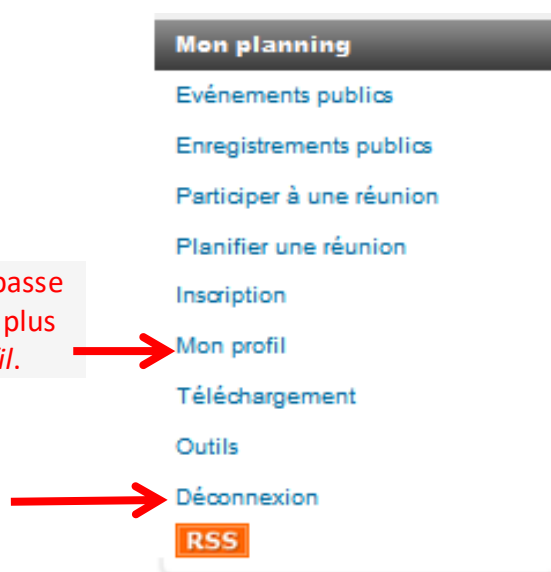 Mon planning
Evénements publics
Enregistrements publics
Participer à une réunion
Planifier une réunion
Inscription
passe
plus
il.
Mon profil
Téléchargement
Outils
Déconnexion
RSS